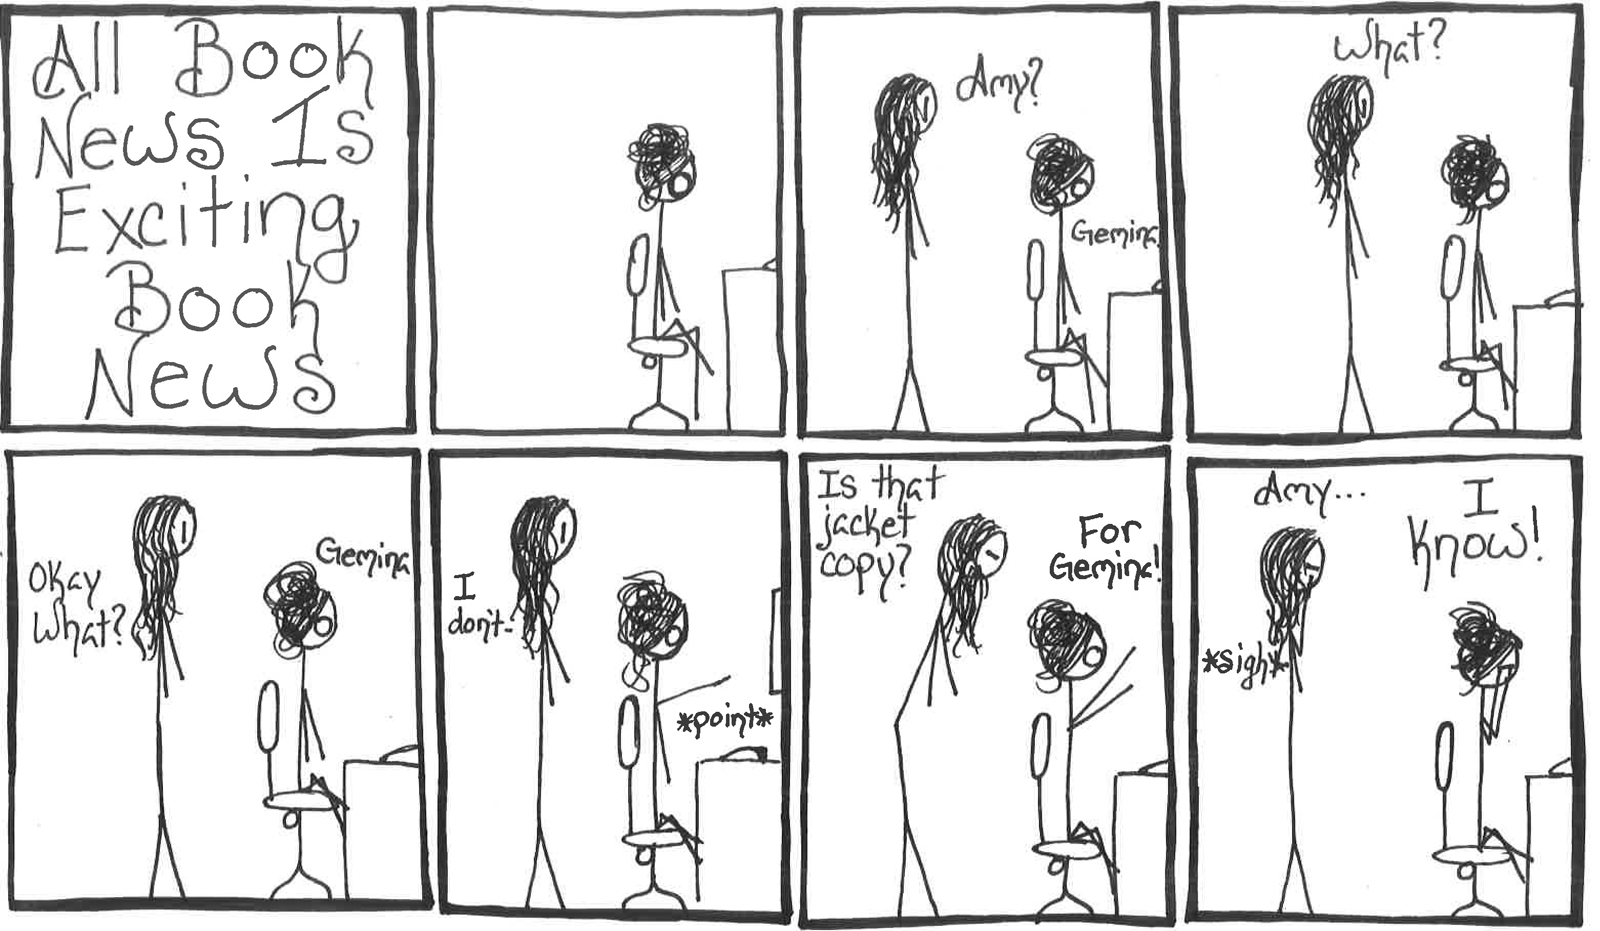 All Book
News Is
Exciting
Book
News
Amy?
Gemina
What?
Okay
What?
Gemina
I
don't-
*point*
Is that
jacket
copy?
For
Gemina!
Amy...
*sigh*
I
Know!